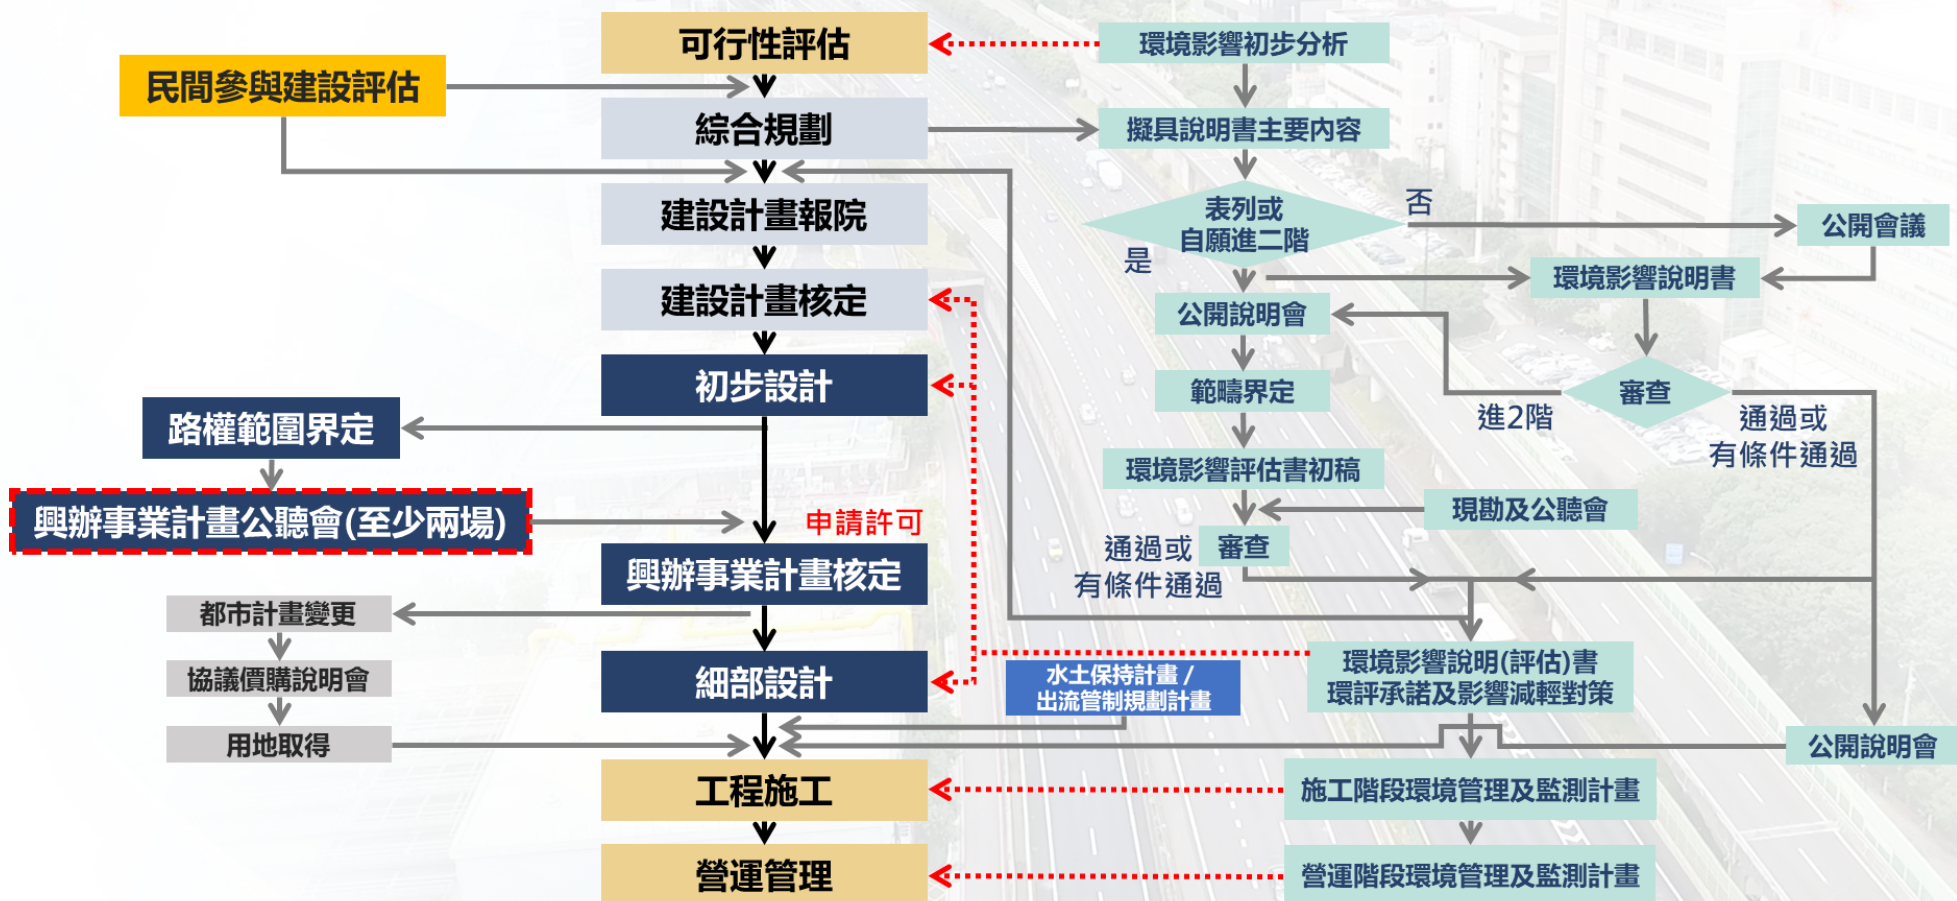 可行性評估
環境影響初步分析
民間參與建設評估
綜合規劃
擬具說明書主要內容
建設計畫報院
表列或
自願進二階
否
是
公開會議
建設計畫核定
環境影響說明書
公開說明會
初步設計
範疇界定
審查
進2階
通過或
有條件通過
路權範圍界定
環境影響評估書初稿
興辦事業計畫公聽會(至少兩場)
申請許可
現勘及公聽會
審查
通過或
有條件通過
興辦事業計畫核定
都市計畫變更
協議價購說明會
用地取得
細部設計
水土保持計畫 /
出流管制規劃計畫
環境影響說明(評估)書
環評承諾及影響減輕對策
公開說明會
工程施工
施工階段環境管理及監測計畫
營運管理
營運階段環境管理及監測計畫